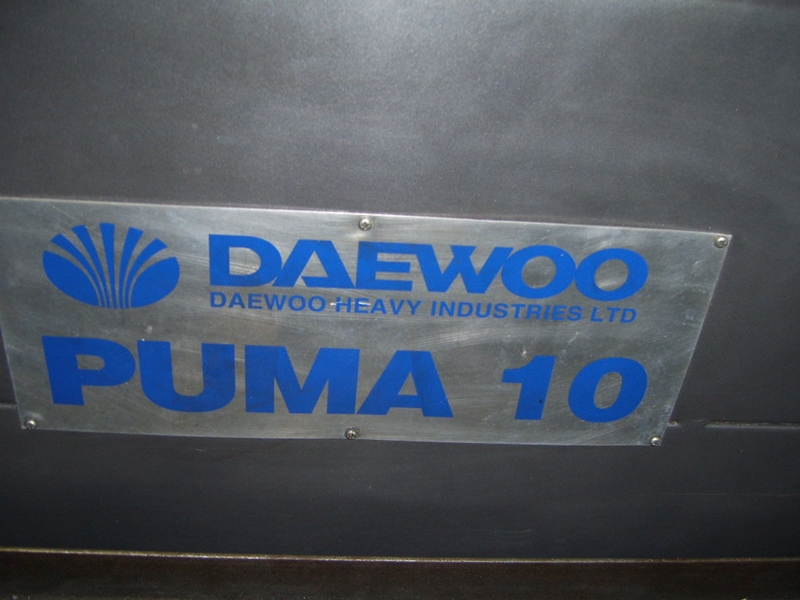 DAEWOO
DAEWOO HEAVY INDUSTRIES LTD
PUMA 10